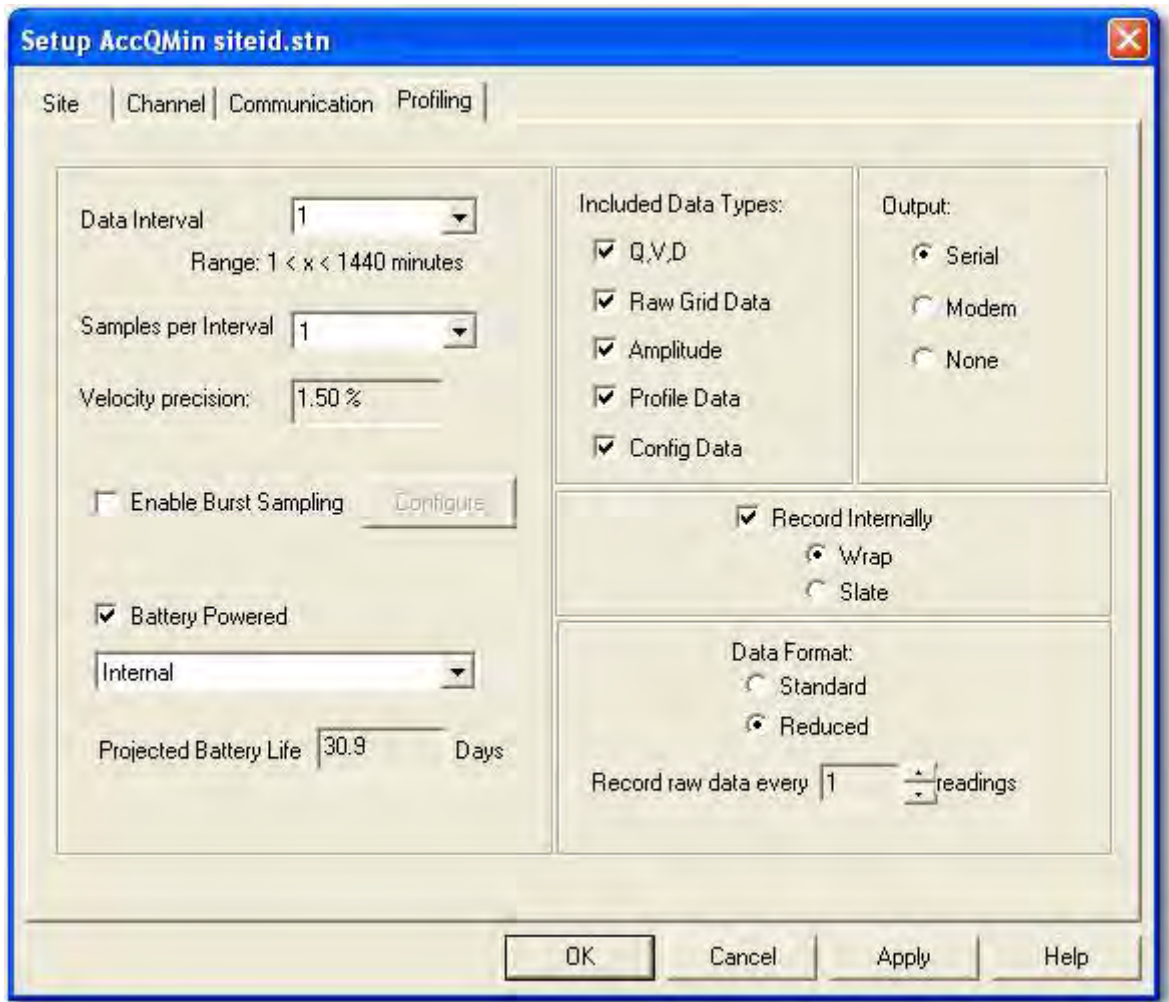 Setup AccQMin siteid.stn
Site
Channel
Communication
Profiling
Data Interval
1
Range: 1 < x < 1440 minutes
Samples per Interval
1
Velocity precision:
1.50 %
Enable Burst Sampling
Configure
Battery Powered
Internal
Projected Battery Life
30.9
Days
Included Data Types:
Q,V,D
Raw Grid Data
Amplitude
Profile Data
Config Data
Output:
Serial
Modem
None
Record Internally
Wrap
Slate
Data Format:
Standard
Reduced
Record raw data every
1
readings
OK
Cancel
Apply
Help